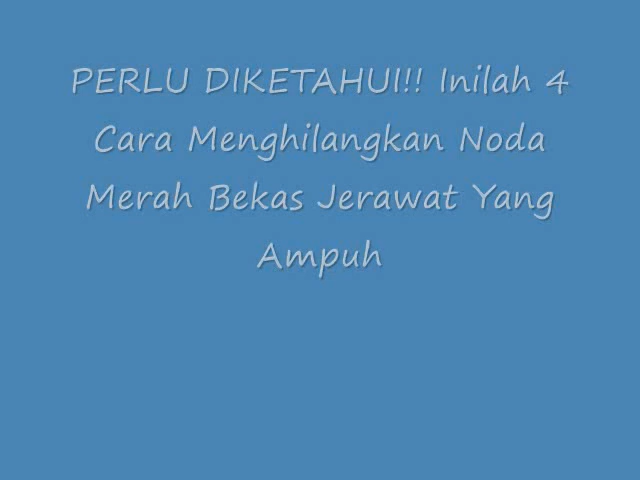 PERLU DIKETAHUI!! Inilah 4
Cara Menghilangkan Noda
Merah Bekas Jerawat Yang
Ampuh